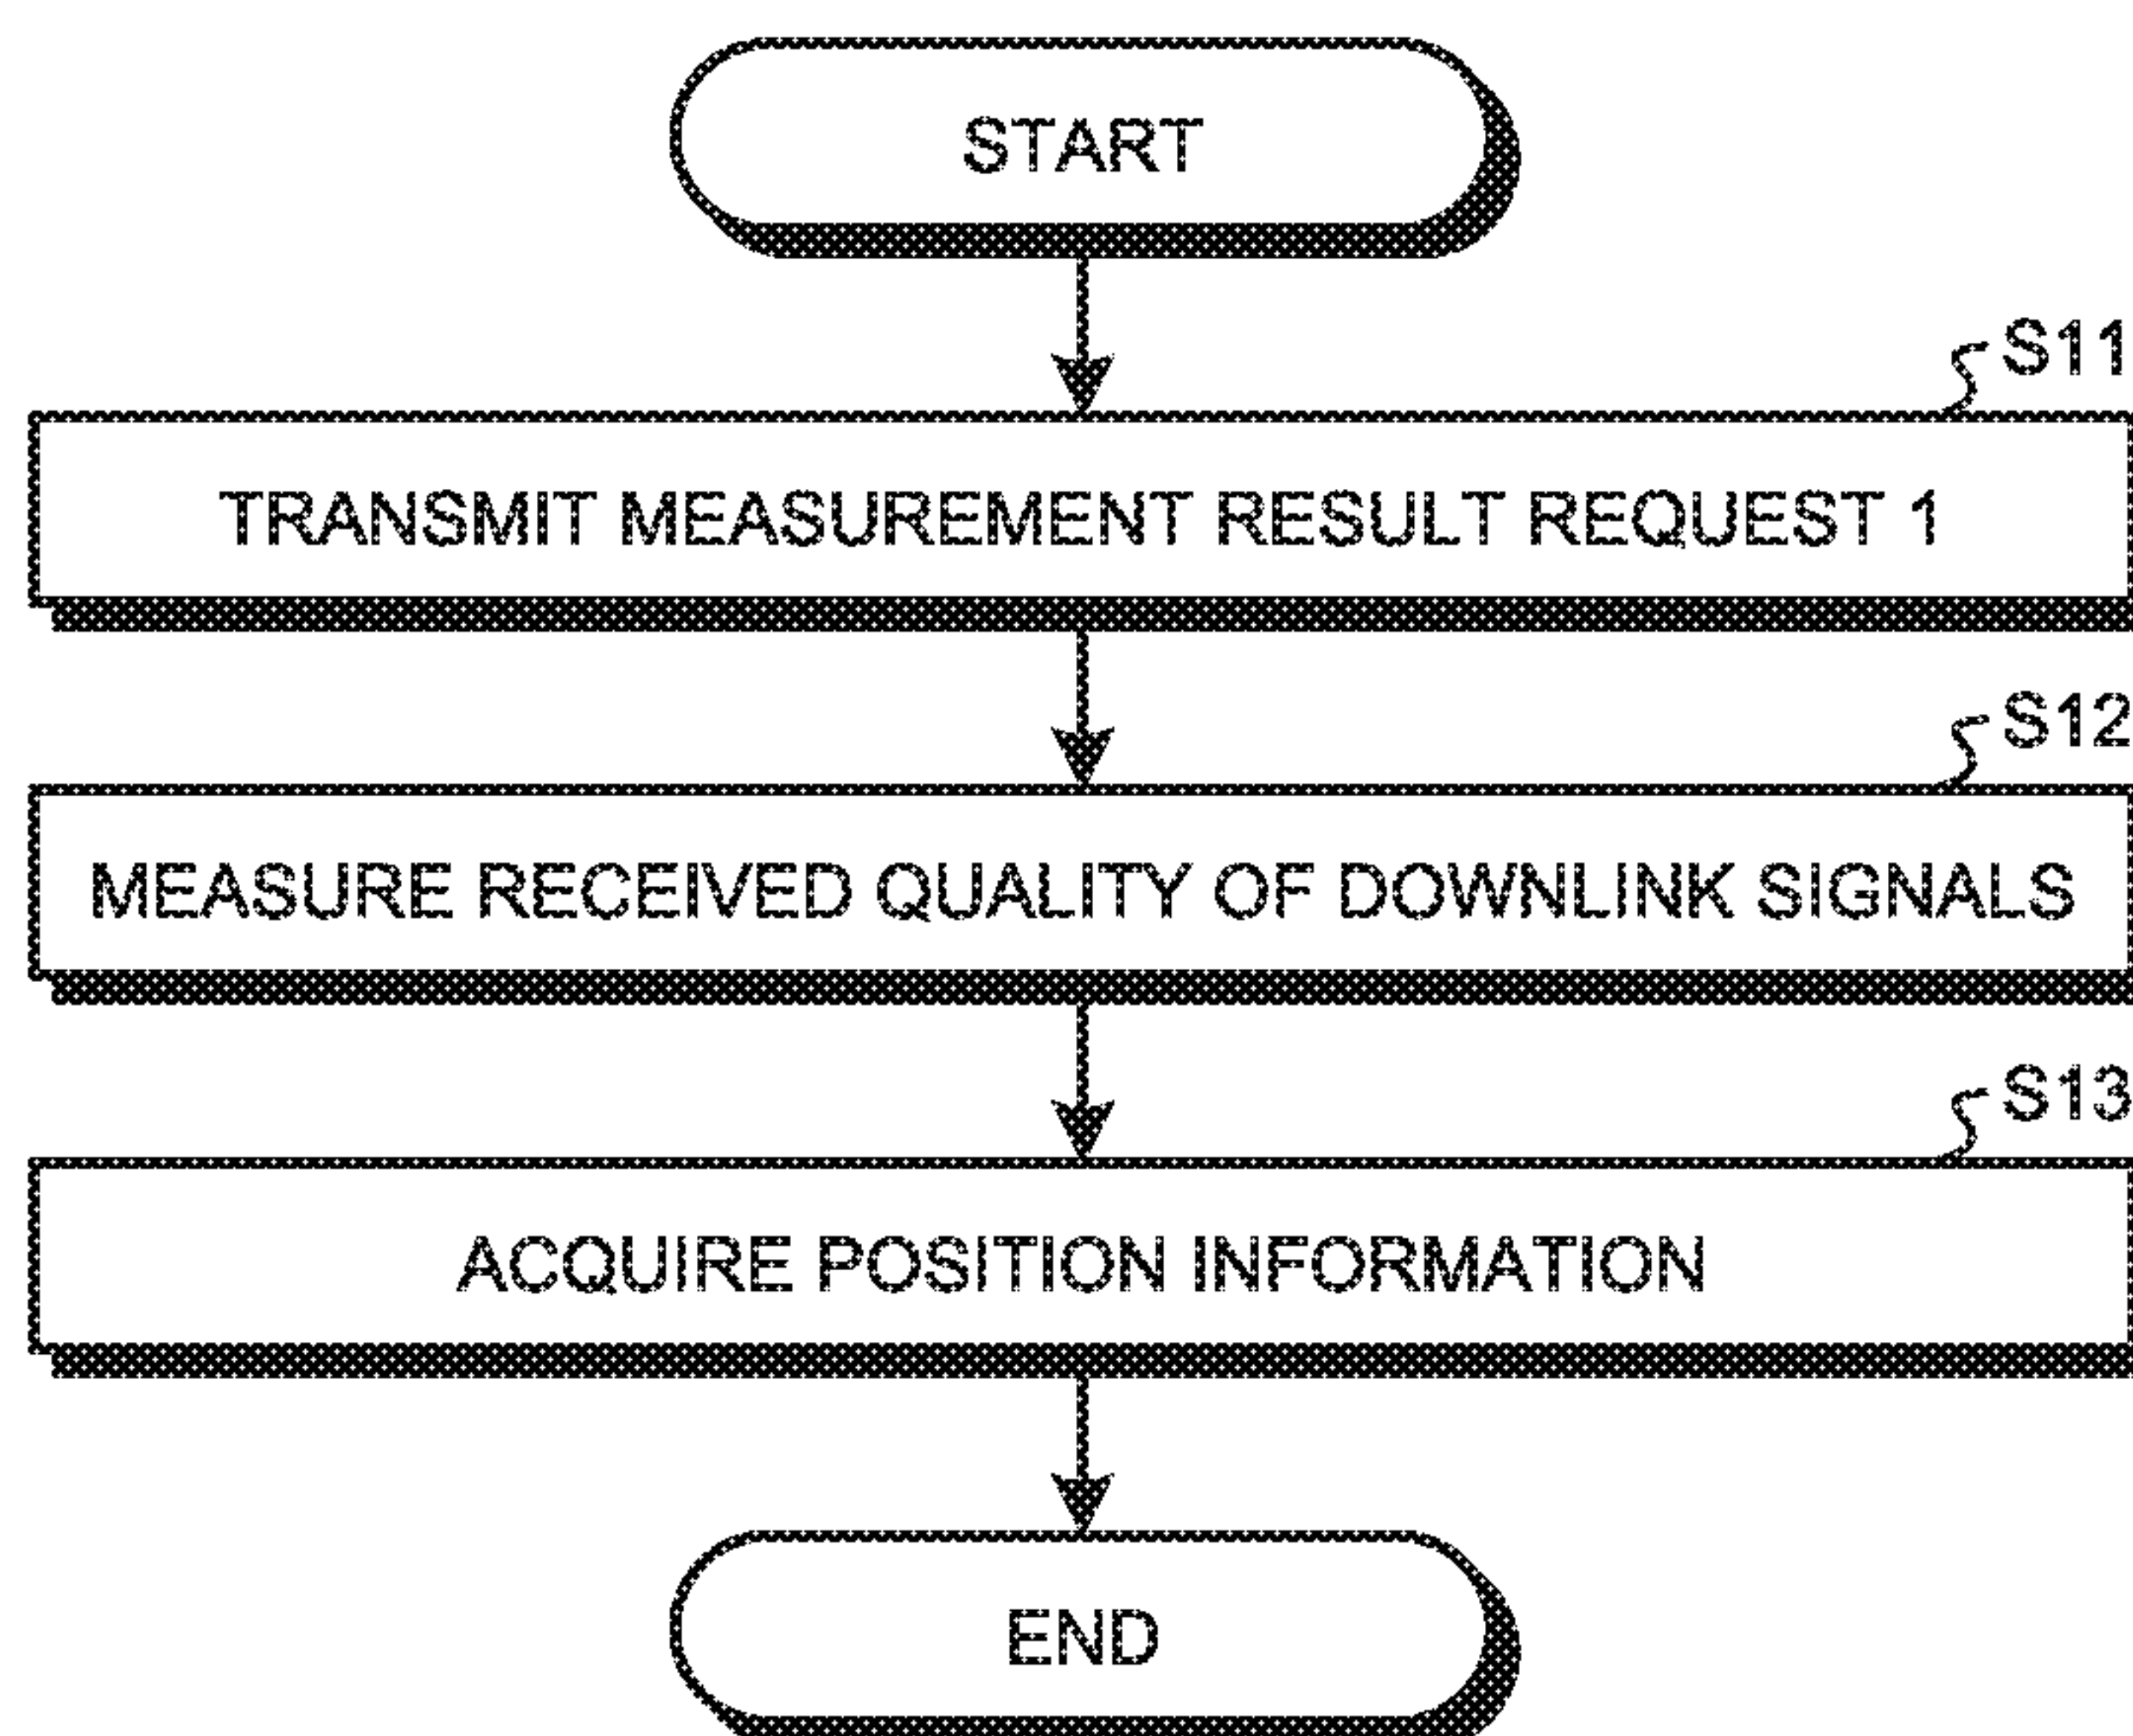 START
S11
TRANSMIT MEASUREMENT RESULT REQUEST 1
S12
MEASURE RECEIVED QUALITY OF DOWNLINK SIGNALS
S13
ACQUIRE POSITION INFORMATION
END